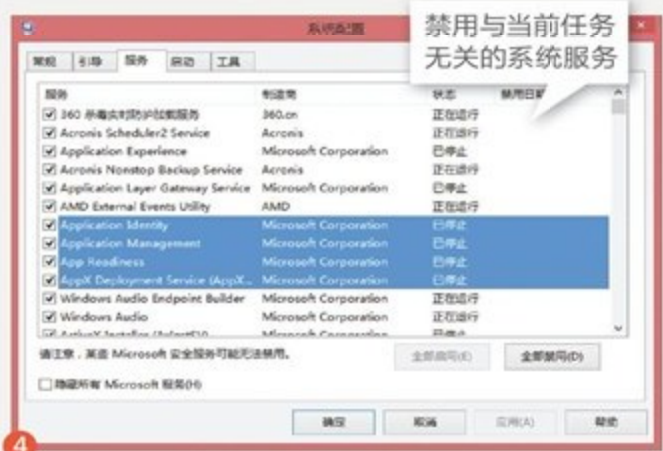 系统配置
禁用与当前任务
无关的系统服务
常规 引导 服务 启动 工具
服务 制造商 状态 禁用日期
360 杀毒实时防护加载服务 360.cn 正在运行
Acronis Scheduler2 Service Acronis 正在运行
Application Experience Microsoft Corporation 已停止
Acronis Nonstop Backup Service Acronis 正在运行
Application Layer Gateway Service Microsoft Corporation 已停止
AMD External Events Utility AMD 正在运行
Application Identity Microsoft Corporation 已停止
Application Management Microsoft Corporation 已停止
App Readiness Microsoft Corporation 已停止
AppX Deployment Service (AppX... Microsoft Corporation 已停止
Windows Audio Endpoint Builder Microsoft Corporation 正在运行
Windows Audio Microsoft Corporation 正在运行
请注意，某些 Microsoft 安全服务可能无法禁用。
全部启用(E) 全部禁用(D)
隐藏所有 Microsoft 服务(H)
确定 取消 应用(A) 帮助
4